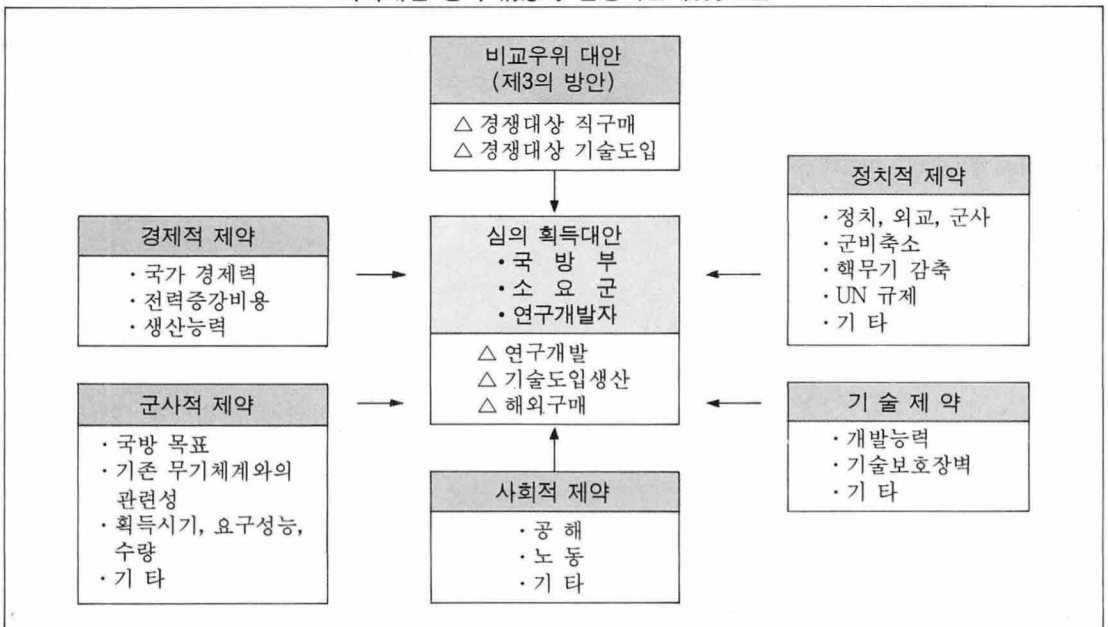 비교우위 대안
(제3의 방안)
△ 경쟁대상 직구매
△ 경쟁대상 기술도입
경제적 제약
· 국가 경제력
· 전력증강비용
· 생산능력
심의 획득대안
• 국 방 부
• 소 요 군
• 연구개발자
△ 연구개발
△ 기술도입생산
△ 해외구매
정치적 제약
· 정치, 외교, 군사
· 군비축소
· 핵무기 감축
· UN 규제
· 기 타
군사적 제약
· 국방 목표
· 기존 무기체계와의
관련성
· 획득시기, 요구성능,
수량
· 기 타
사회적 제약
· 공 해
· 노 동
· 기 타
기 술 제 약
· 개발능력
· 기술보호장벽
· 기 타